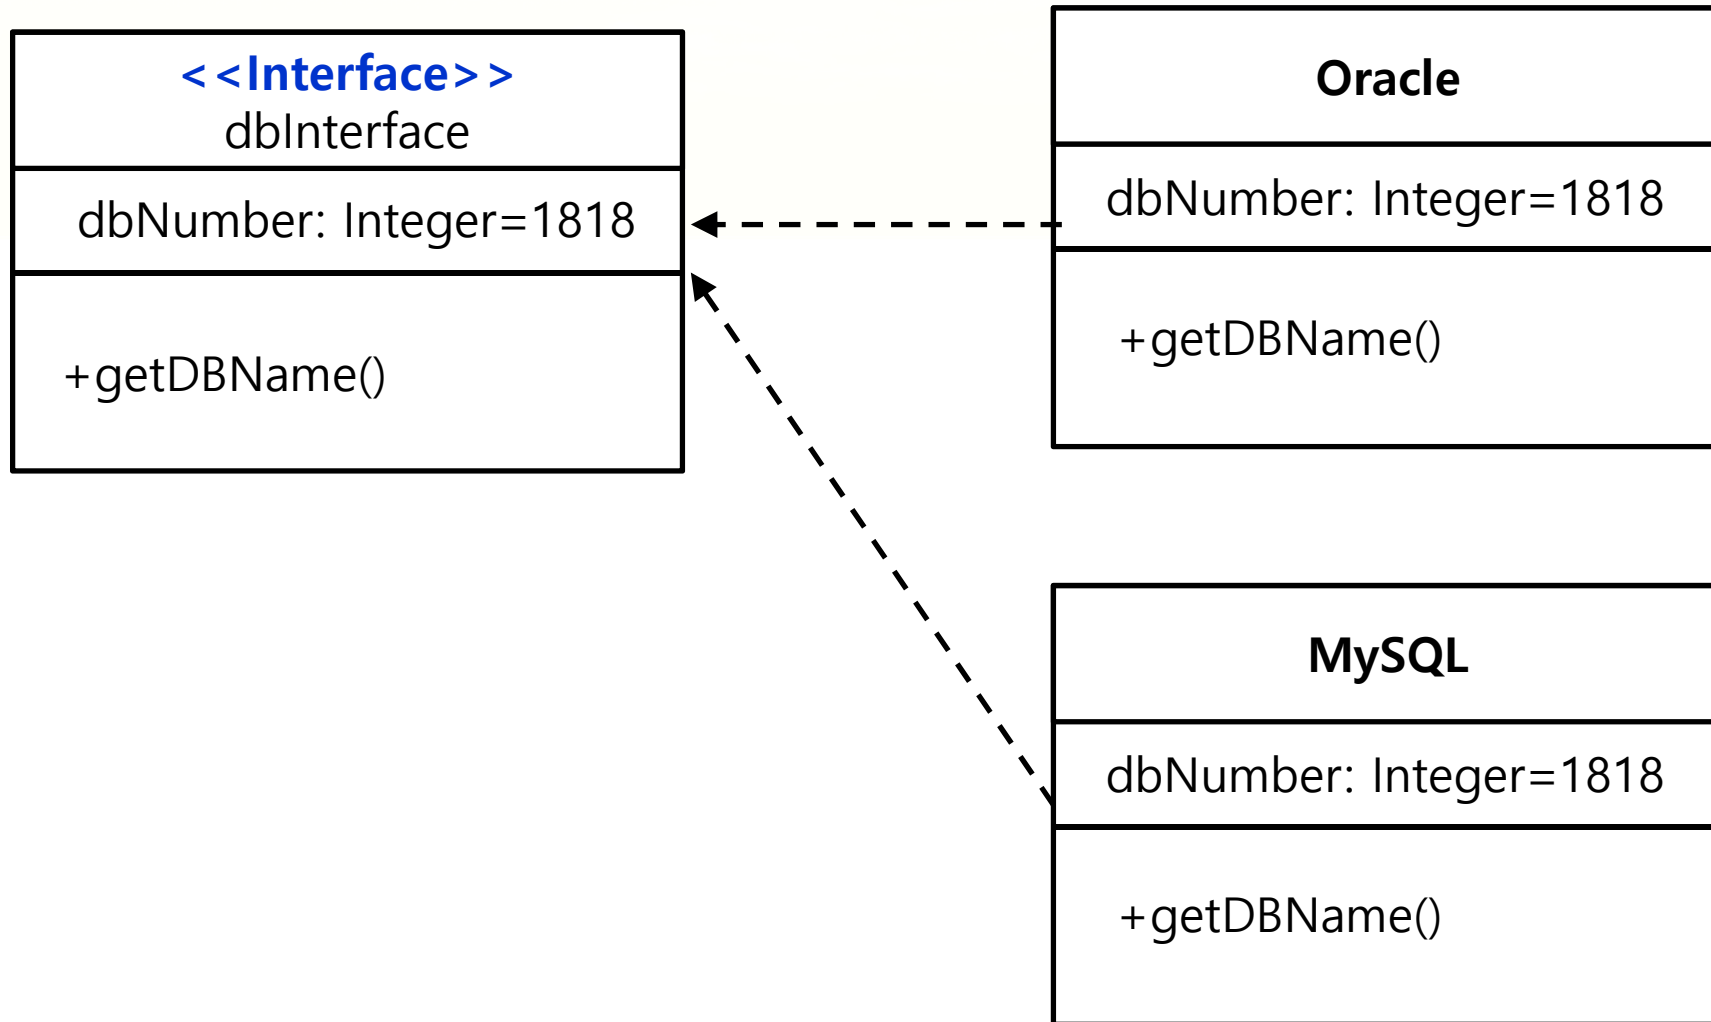 <<Interface>>
dbInterface
dbNumber: Integer=1818
+getDBName()
Oracle
dbNumber: Integer=1818
+getDBName()
MySQL
dbNumber: Integer=1818
+getDBName()